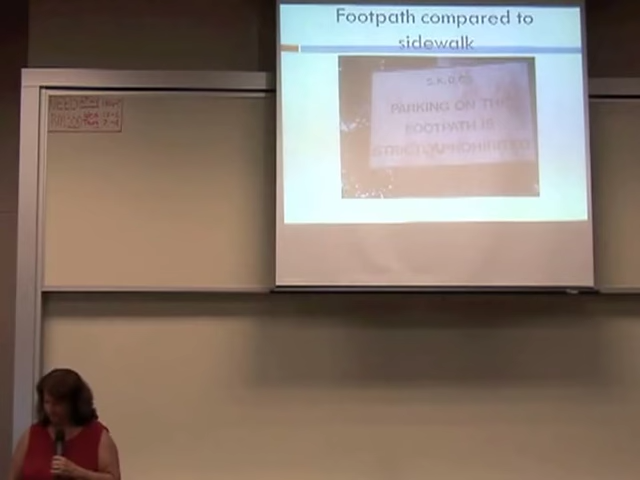 Footpath compared to
sidewalk
PARKING ON THE
FOOTPATH IS
STRICTLY PROHIBITED